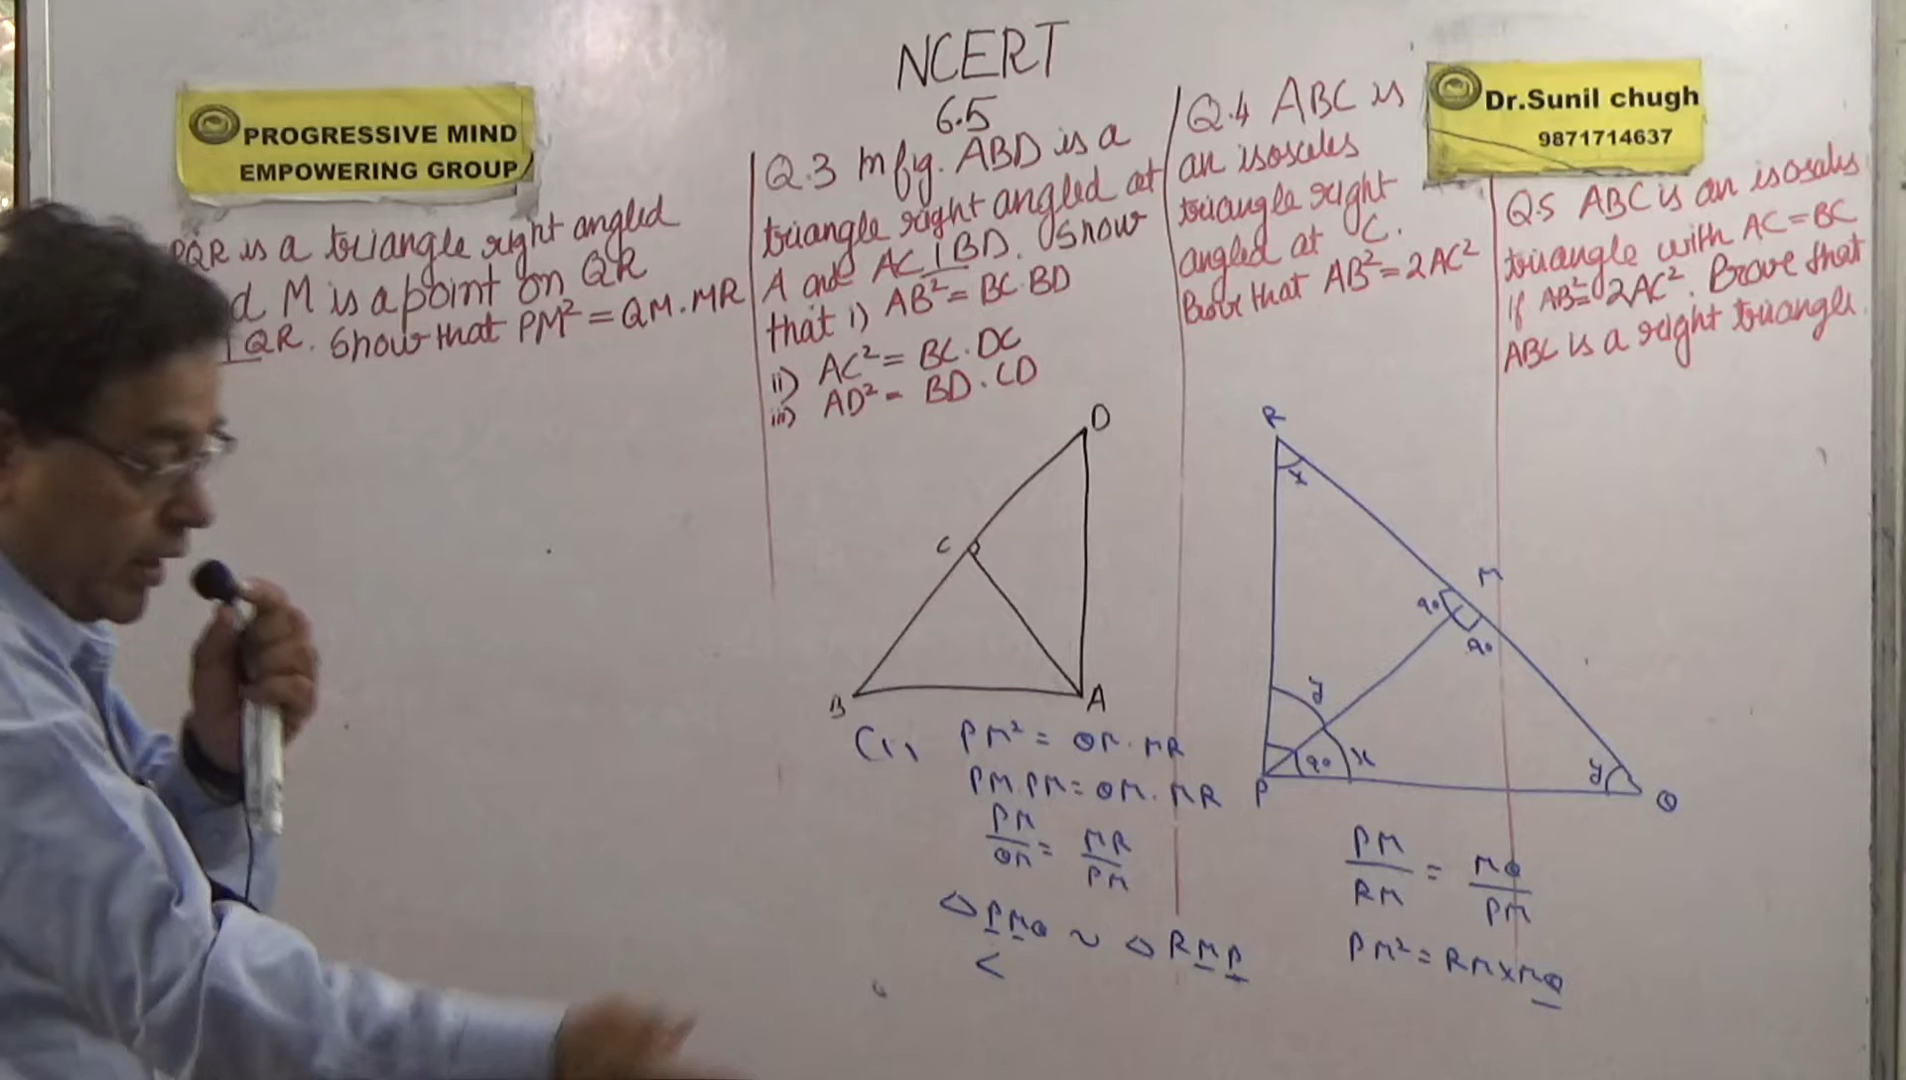 NCERT
6.5
PROGRESSIVE MIND
EMPOWERING GROUP
Dr.Sunil chugh
9871714637
PQR is a triangle right angled
d M is a point on QR
⊥ QR. Show that PM² = QM.MR
Q.3 In fig. ABD is a
triangle right angled at
A and AC ⊥ BD. Show
that i) AB² = BC.BD
ii) AC² = BC.DC
iii) AD² = BD.CD
Q.4 ABC is
an isosceles
triangle right
angled at C.
Prove that AB² = 2AC²
Q.5 ABC is an isosceles
triangle with AC = BC
if AB² = 2AC². Prove that
ABC is a right triangle.
D
C
B
A
R
x
M
90
90
y
90
x
y
P
Q
(i) PM² = QM.MR
PM.PM = QM.MR
PM/QM = MR/PM
△PMQ ~ △RMP
<
PM/RM = MQ/PM
PM² = RM×MQ